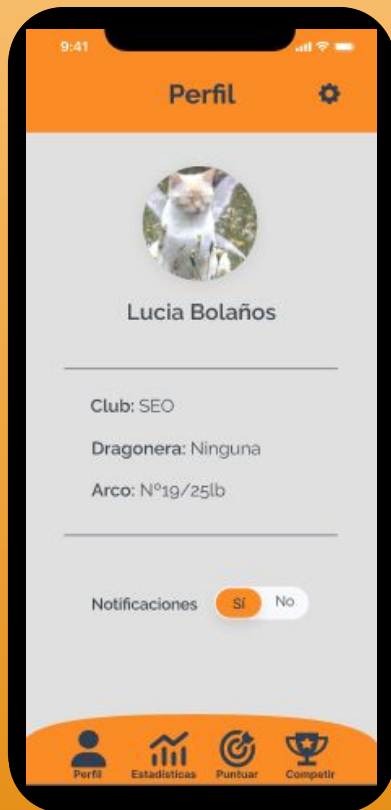 9:41
Perfil
Lucia Bolaños
Club: SEO
Dragonera: Ninguna
Arco: Nº19/25lb
Notificaciones Sí No
Perfil Estadísticas Puntuar Competir